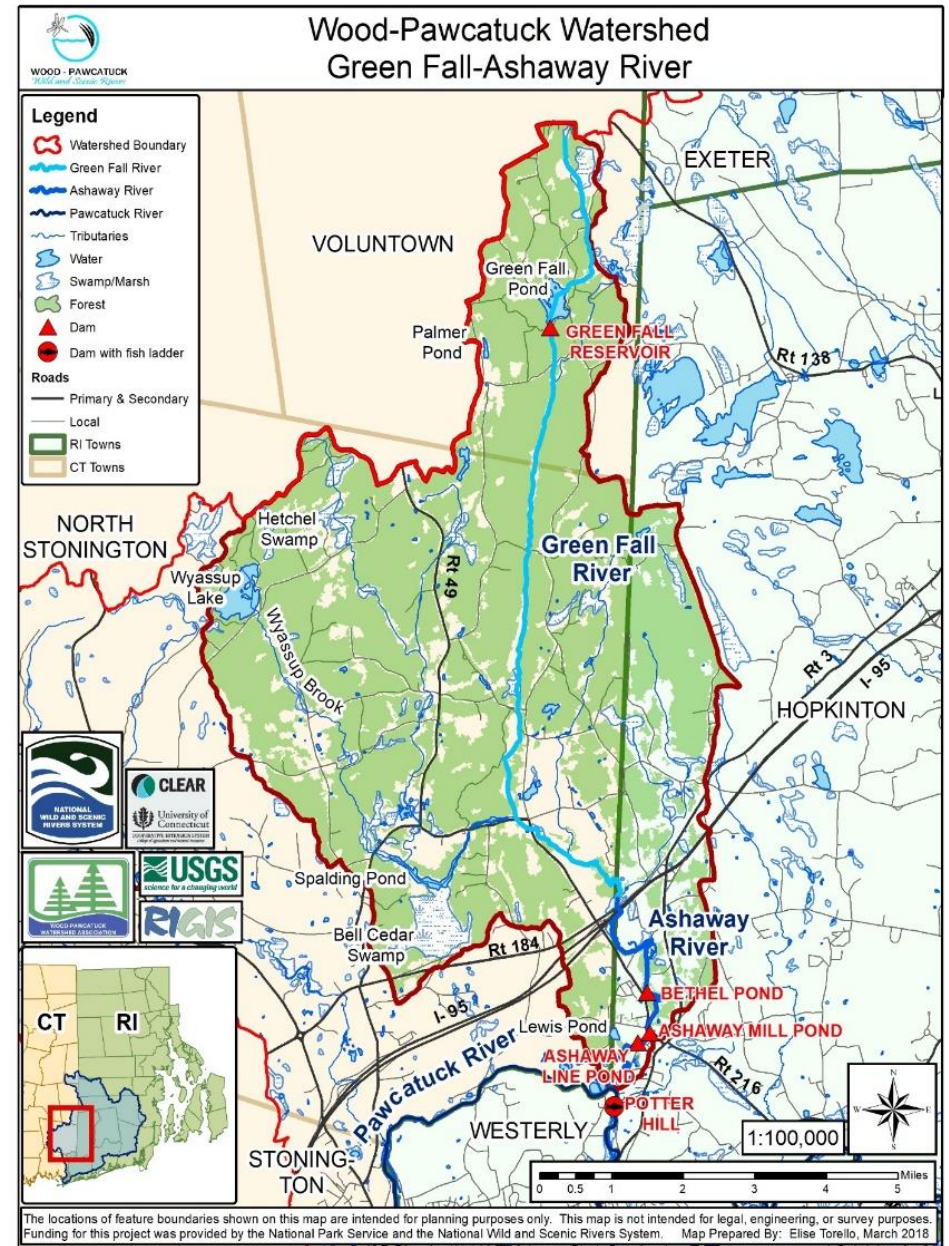 Wood-Pawcatuck Watershed
Green Fall-Ashaway River
WOOD - PAWCATUCK
Wild and Scenic Rivers
Legend
Watershed Boundary
Green Fall River
Ashaway River
Pawcatuck River
Tributaries
Water
Swamp/Marsh
Forest
Dam
Dam with fish ladder
Roads
Primary & Secondary
Local
RI Towns
CT Towns
EXETER
VOLUNTOWN
Green Fall
Pond
Palmer
Pond
GREEN FALL
RESERVOIR
Rt 138
L
NORTH
STONINGTON
Hetchel
Swamp
Wyassup
Lake
Rt 49
Green Fall
River
Wyassup Brook
Rt 3
I- 95
HOPKINTON
NATIONAL
WILD AND SCENIC
RIVERS SYSTEM
CLEAR
University of
Connecticut
USGS
science for a changing world
WOOD PAWCATUCK
WATERSHED ASSOCIATION
RIGIS
Spalding Pond
Bell Cedar
Swamp
Ashaway
River
Rt 184
I- 95
BETHEL POND
Lewis Pond
ASHAWAY MILL POND
ASHAWAY
LINE POND
Rt 216
Pawcatuck River
POTTER
HILL
WESTERLY
STONING-
TON
CT
RI
N
W
E
S
1:100,000
Miles
0 0.5 1 2 3 4 5
The locations of feature boundaries shown on this map are intended for planning purposes only. This map is not intended for legal, engineering, or survey purposes.
Funding for this project was provided by the National Park Service and the National Wild and Scenic Rivers System. Map Prepared By: Elise Torello, March 2018